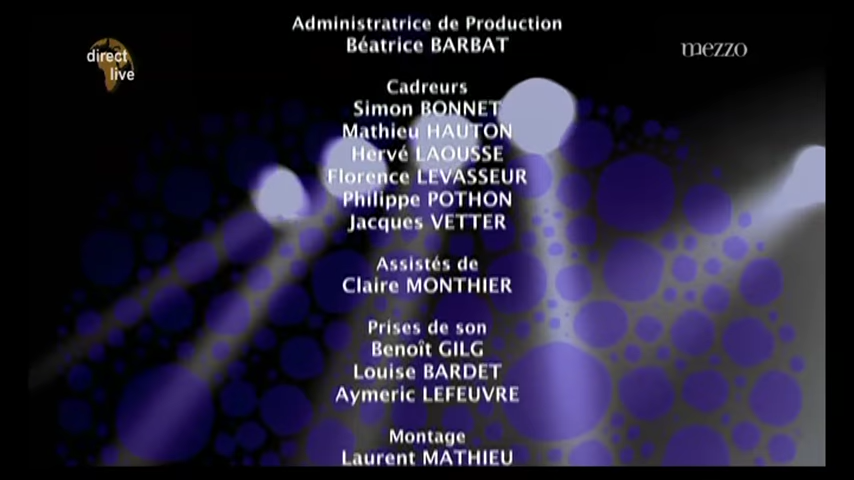 Administratrice de Production
Béatrice BARBAT
direct
live
mezzo
Cadreurs
Simon BONNET
Mathieu HAUTON
Hervé LAOUSSE
Florence LEVASSEUR
Philippe POTHON
Jacques VETTER
Assistés de
Claire MONTHIER
Prises de son
Benoît GILG
Louise BARDET
Aymeric LEFEUVRE
Montage
Laurent MATHIEU